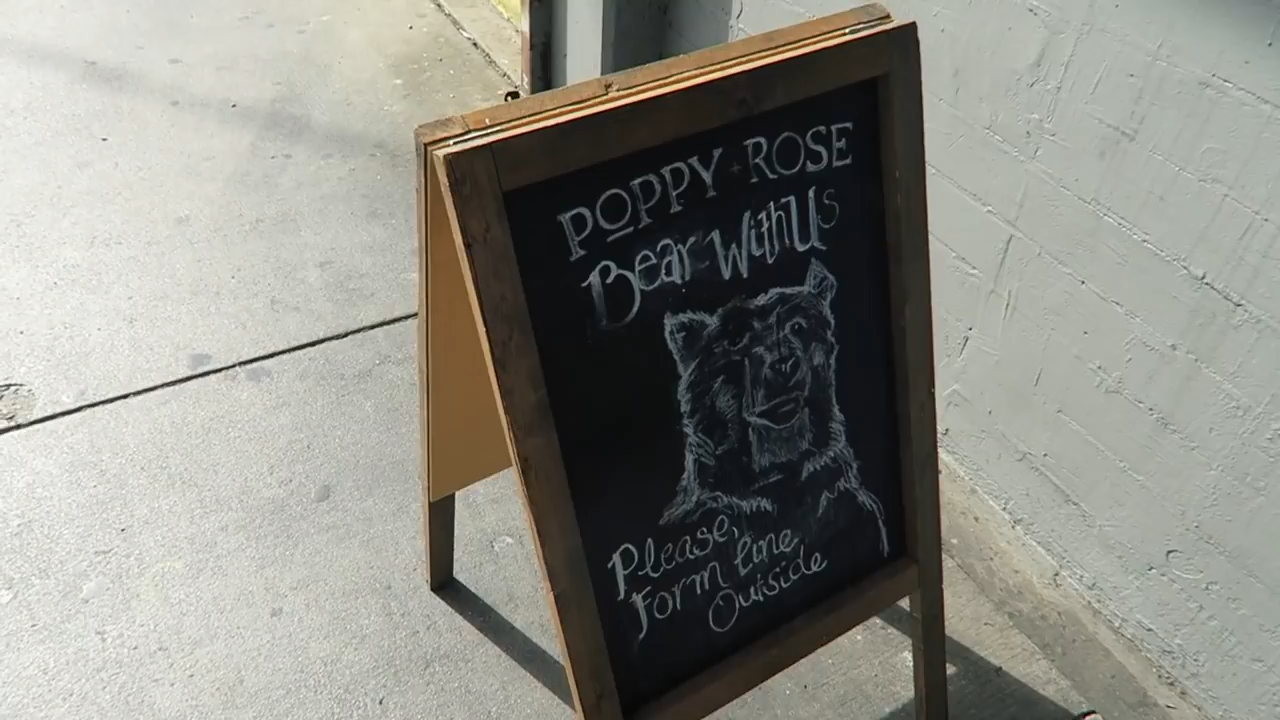 POPPY + ROSE
Bear With Us
Please,
form line
Outside